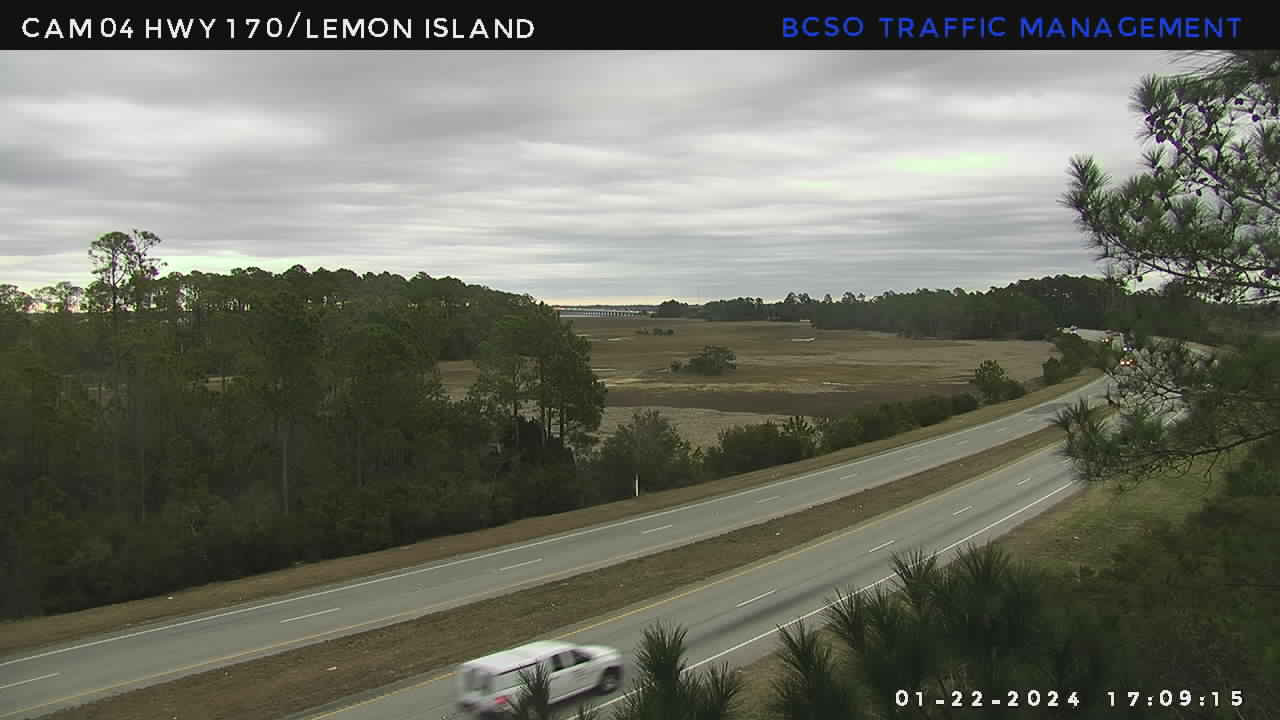 CAM04 HWY 170/LEMON ISLAND
BCSO TRAFFIC MANAGEMENT
01-22-2024 17:09:15